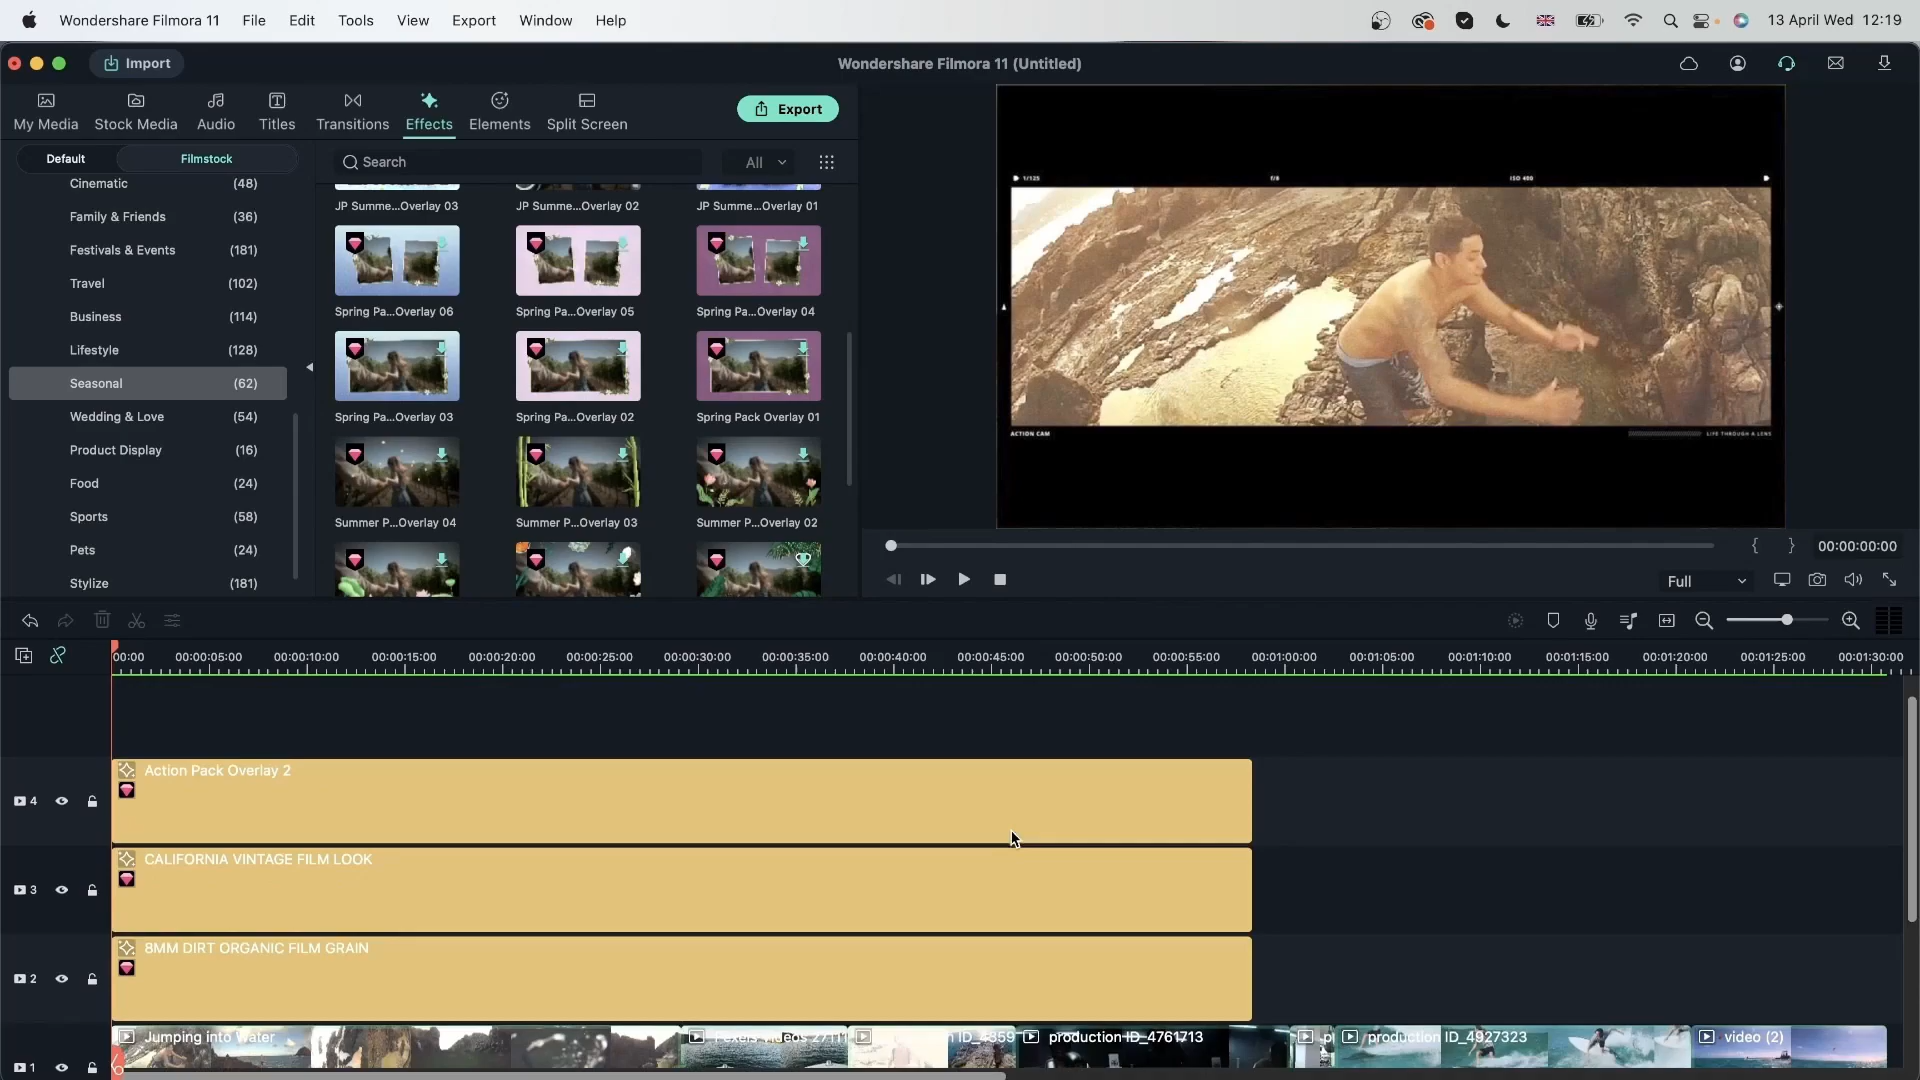 Wondershare Filmora 11 File Edit Tools View Export Window Help 13 April Wed 12:19
Import Wondershare Filmora 11 (Untitled)
My Media Stock Media Audio Titles Transitions Effects Elements Split Screen Export
Default Filmstock Search All
Cinematic (48)
Family & Friends (36)
Festivals & Events (181)
Travel (102)
Business (114)
Lifestyle (128)
Seasonal (62)
Wedding & Love (54)
Product Display (16)
Food (24)
Sports (58)
Pets (24)
Stylize (181)
JP Summe...Overlay 03 JP Summe...Overlay 02 JP Summe...Overlay 01
Spring Pa...Overlay 06 Spring Pa...Overlay 05 Spring Pa...Overlay 04
Spring Pa...Overlay 03 Spring Pa...Overlay 02 Spring Pack Overlay 01
Summer P...Overlay 04 Summer P...Overlay 03 Summer P...Overlay 02
1/125 f/8 ISO 400
ACTION CAM LIFE THROUGH A LENS
{ } 00:00:00:00
Full
00:00 00:00:05:00 00:00:10:00 00:00:15:00 00:00:20:00 00:00:25:00 00:00:30:00 00:00:35:00 00:00:40:00 00:00:45:00 00:00:50:00 00:00:55:00 00:01:00:00 00:01:05:00 00:01:10:00 00:01:15:00 00:01:20:00 00:01:25:00 00:01:30:00
4 Action Pack Overlay 2
3 CALIFORNIA VINTAGE FILM LOOK
2 8MM DIRT ORGANIC FILM GRAIN
1 Jumping into Water production ID_4761713 production ID_4927323 video (2)